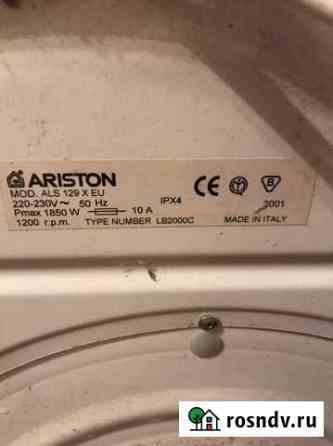 ARISTON
MOD. ALS 129 X EU
220-230V~ 50 Hz
Pmax 1850 W 10 A IPX4
1200 r.p.m. TYPE NUMBER LB2000C
CE B
2001
MADE IN ITALY
rosndv.ru